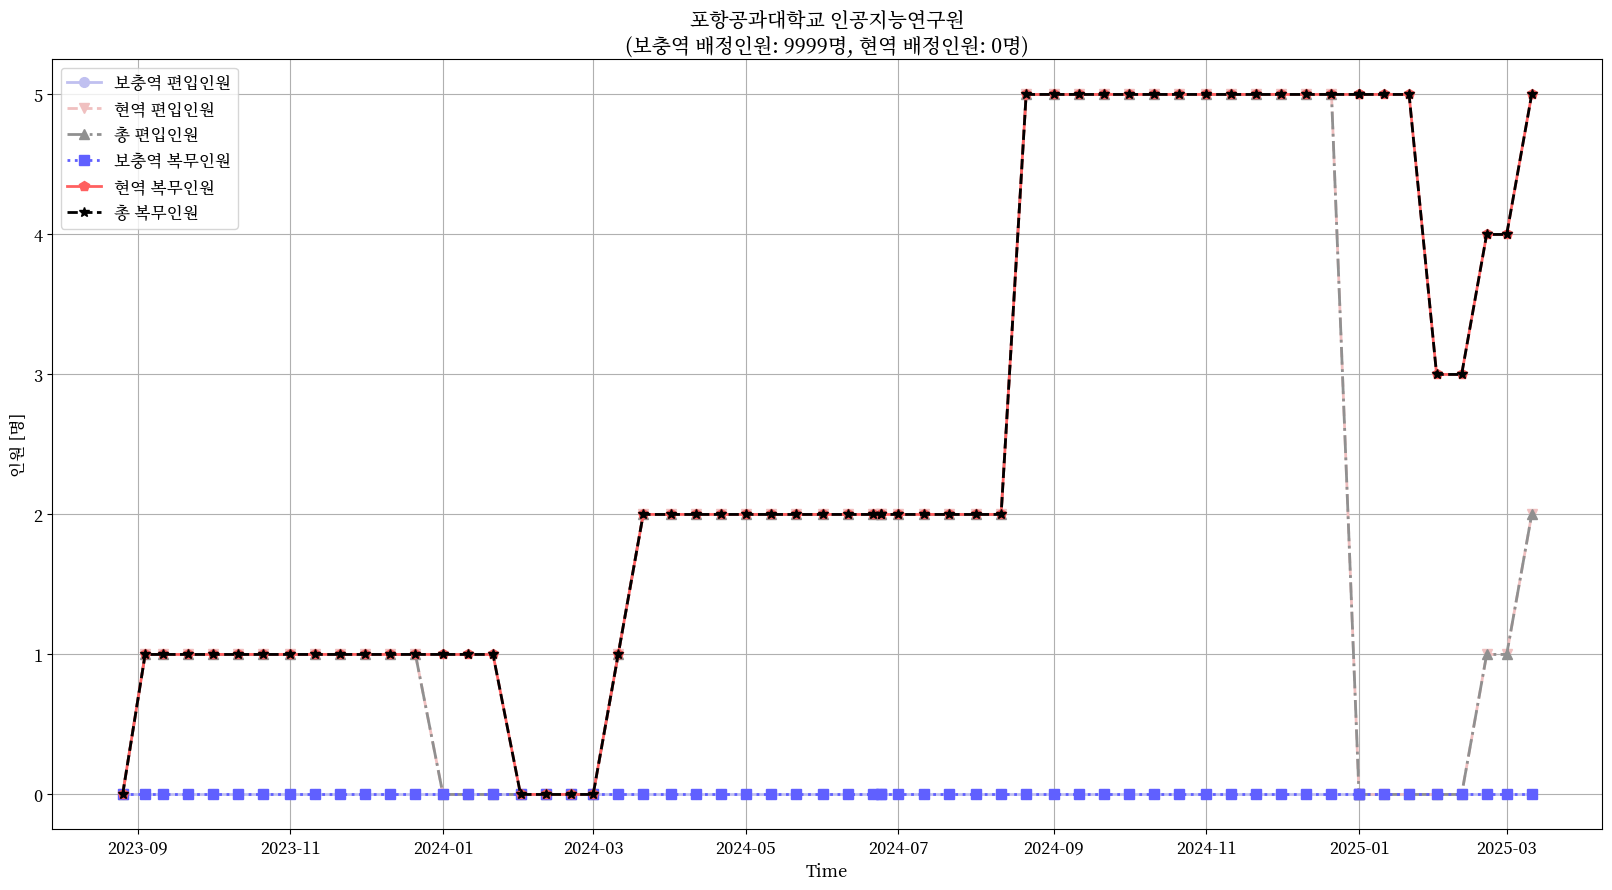 포항공과대학교 인공지능연구원
(보충역 배정인원: 9999명, 현역 배정인원: 0명)
보충역 편입인원
현역 편입인원
총 편입인원
보충역 복무인원
현역 복무인원
총 복무인원
5
4
3
2
1
0
인원 [명]
2023-09
2023-11
2024-01
2024-03
2024-05
2024-07
2024-09
2024-11
2025-01
2025-03
Time